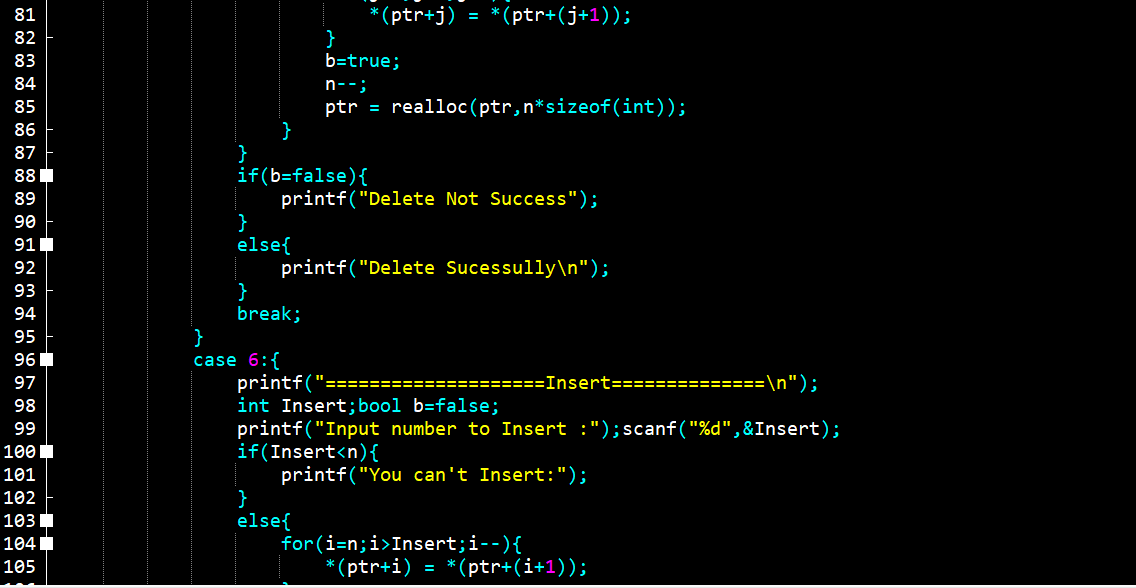 81 *(ptr+j) = *(ptr+(j+1));
82 }
83 b=true;
84 n--;
85 ptr = realloc(ptr,n*sizeof(int));
86 }
87 }
88 if(b=false){
89 printf("Delete Not Success");
90 }
91 else{
92 printf("Delete Sucessully\n");
93 }
94 break;
95 }
96 case 6:{
97 printf("====================Insert==============\n");
98 int Insert;bool b=false;
99 printf("Input number to Insert :");scanf("%d",&Insert);
100 if(Insert<n){
101 printf("You can't Insert:");
102 }
103 else{
104 for(i=n;i>Insert;i--){
105 *(ptr+i) = *(ptr+(i+1));